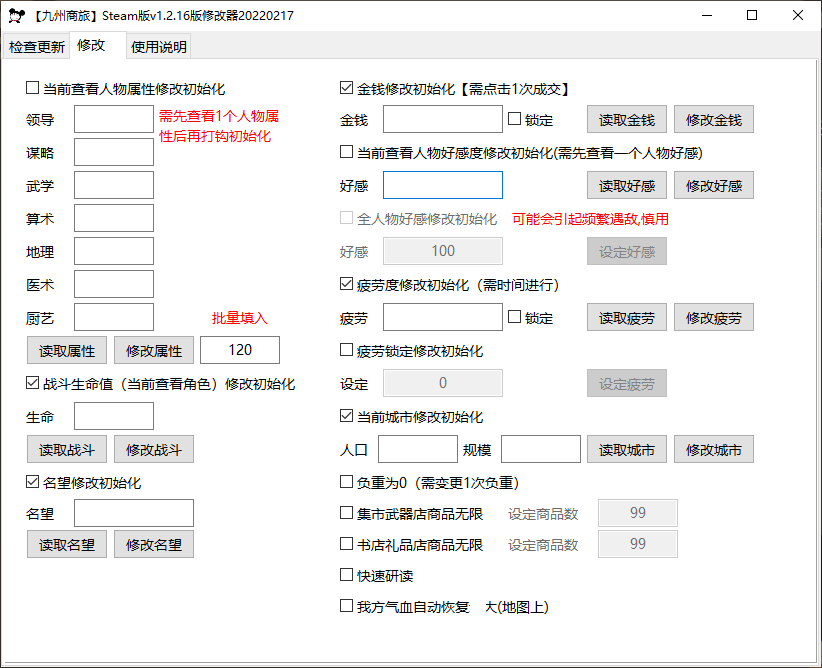 【九州商旅】Steam版v1.2.16版修改器20220217
检查更新 修改 使用说明
当前查看人物属性修改初始化
领导
需先查看1个人物属
性后再打钩初始化
谋略
武学
算术
地理
医术
厨艺
批量填入
读取属性 修改属性 120
战斗生命值（当前查看角色）修改初始化
生命
读取战斗 修改战斗
名望修改初始化
名望
读取名望 修改名望
金钱修改初始化【需点击1次成交】
金钱 锁定 读取金钱 修改金钱
当前查看人物好感度修改初始化(需先查看一个人物好感)
好感 读取好感 修改好感
全人物好感修改初始化 可能会引起频繁遇敌,慎用
好感 100 设定好感
疲劳度修改初始化（需时间进行）
疲劳 锁定 读取疲劳 修改疲劳
疲劳锁定修改初始化
设定 0 设定疲劳
当前城市修改初始化
人口 规模 读取城市 修改城市
负重为0（需变更1次负重）
集市武器店商品无限 设定商品数 99
书店礼品店商品无限 设定商品数 99
快速研读
我方气血自动恢复 大(地图上)